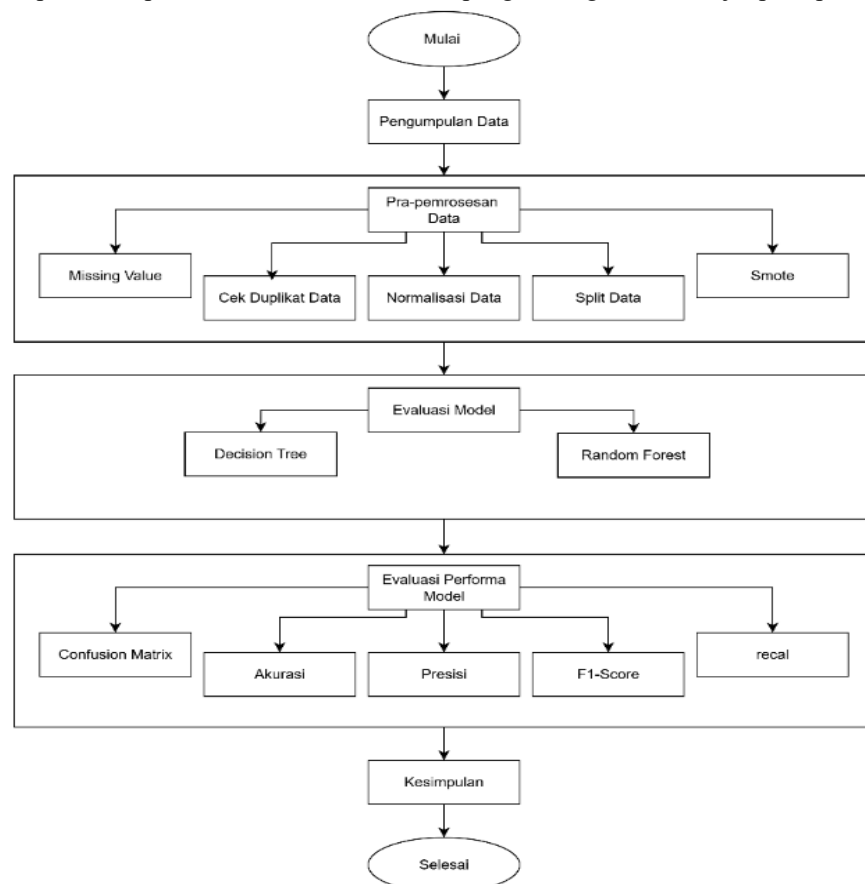 Mulai
Pengumpulan Data
Pra-pemrosesan
Data
Missing Value
Cek Duplikat Data
Normalisasi Data
Split Data
Smote
Evaluasi Model
Decision Tree
Random Forest
Evaluasi Performa
Model
Confusion Matrix
Akurasi
Presisi
F1-Score
recal
Kesimpulan
Selesai